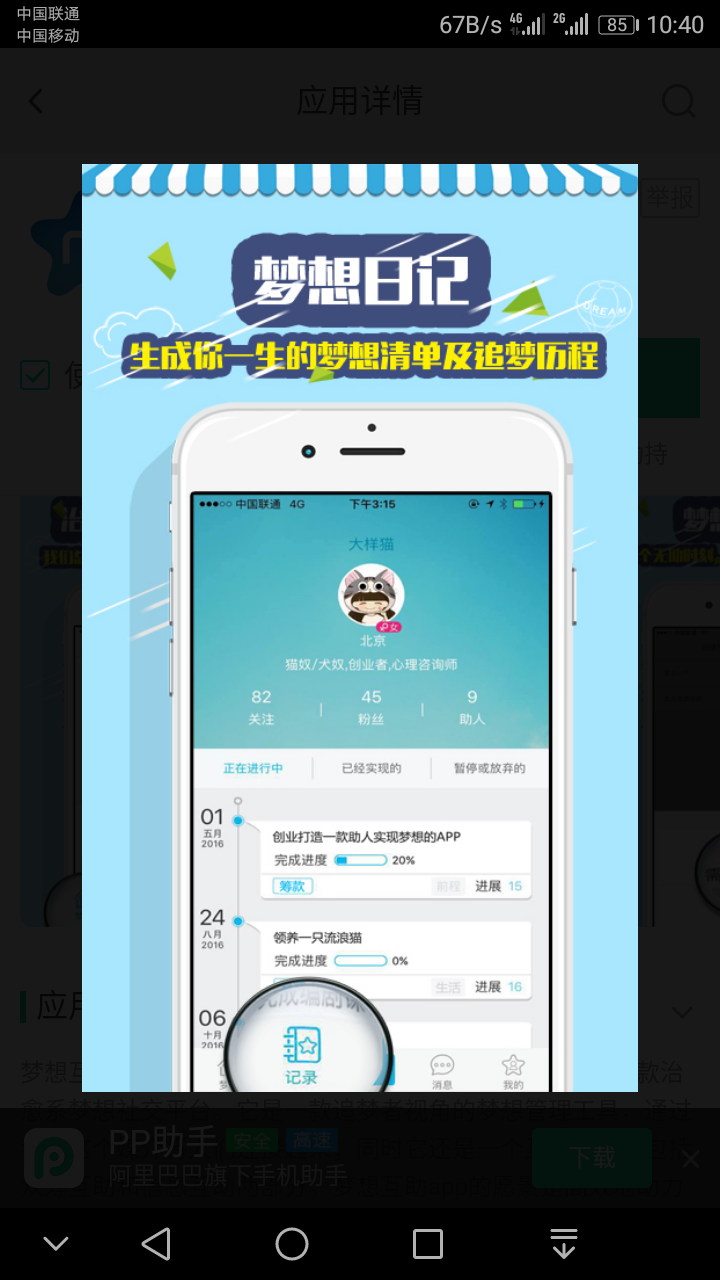 中国联通
中国移动
67B/s 4G 2G 85 10:40
应用详情
举报
梦想日记
DREAM
生成你一生的梦想清单及追梦历程
中国联通 4G 下午3:15
大样猫
女
北京
猫奴/犬奴,创业者,心理咨询师
82 45 9
关注 粉丝 助人
正在进行中 已经实现的 暂停或放弃的
01
五月
2016
创业打造一款助人实现梦想的APP
完成进度 20%
筹款 前程 进展 15
24
八月
2016
领养一只流浪猫
完成进度 0%
生活 进展 16
06
十月
2016
完成编剧课
记录
消息 我的
PP助手 安全 高速
阿里巴巴旗下手机助手
下载